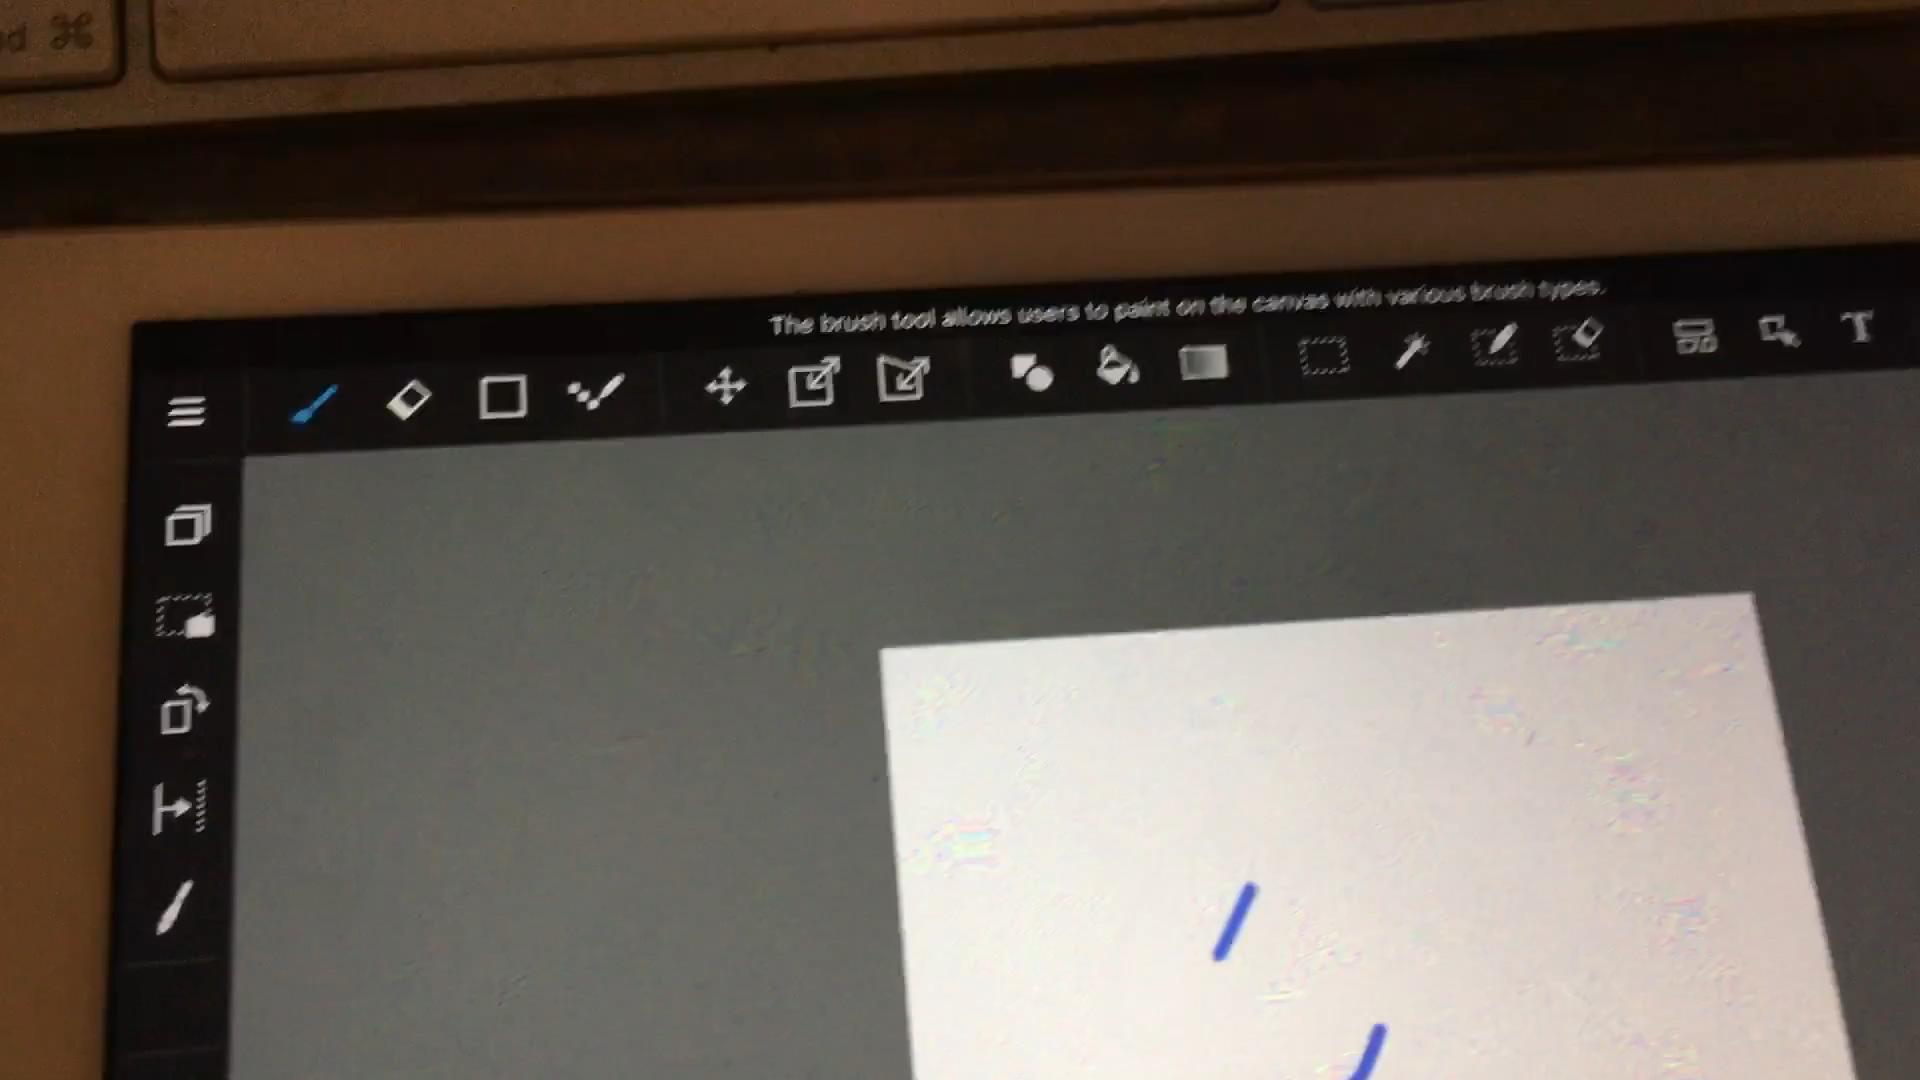 ⌘
The brush tool allows users to paint on the canvas with various brush types.
T